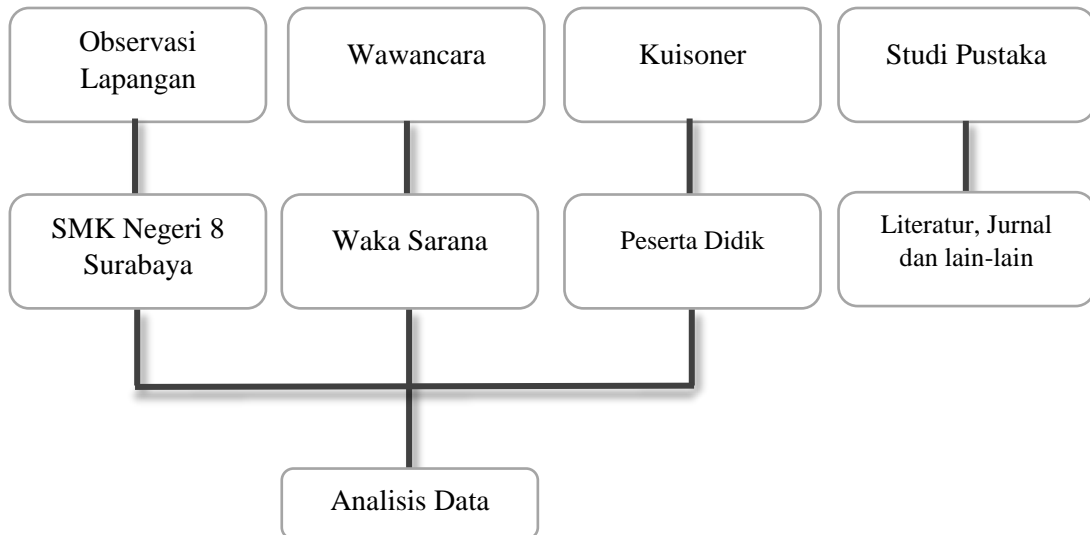 Observasi
Lapangan
Wawancara
Kuisoner
Studi Pustaka
SMK Negeri 8
Surabaya
Waka Sarana
Peserta Didik
Literatur, Jurnal
dan lain-lain
Analisis Data